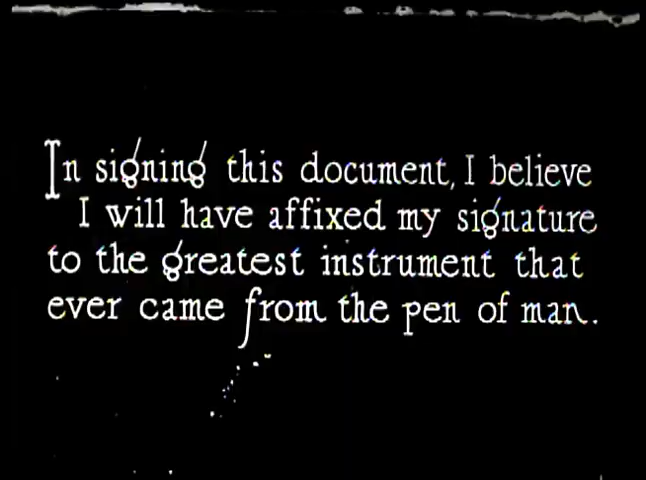 In signing this document, I believe
I will have affixed my signature
to the greatest instrument that
ever came from the pen of man.